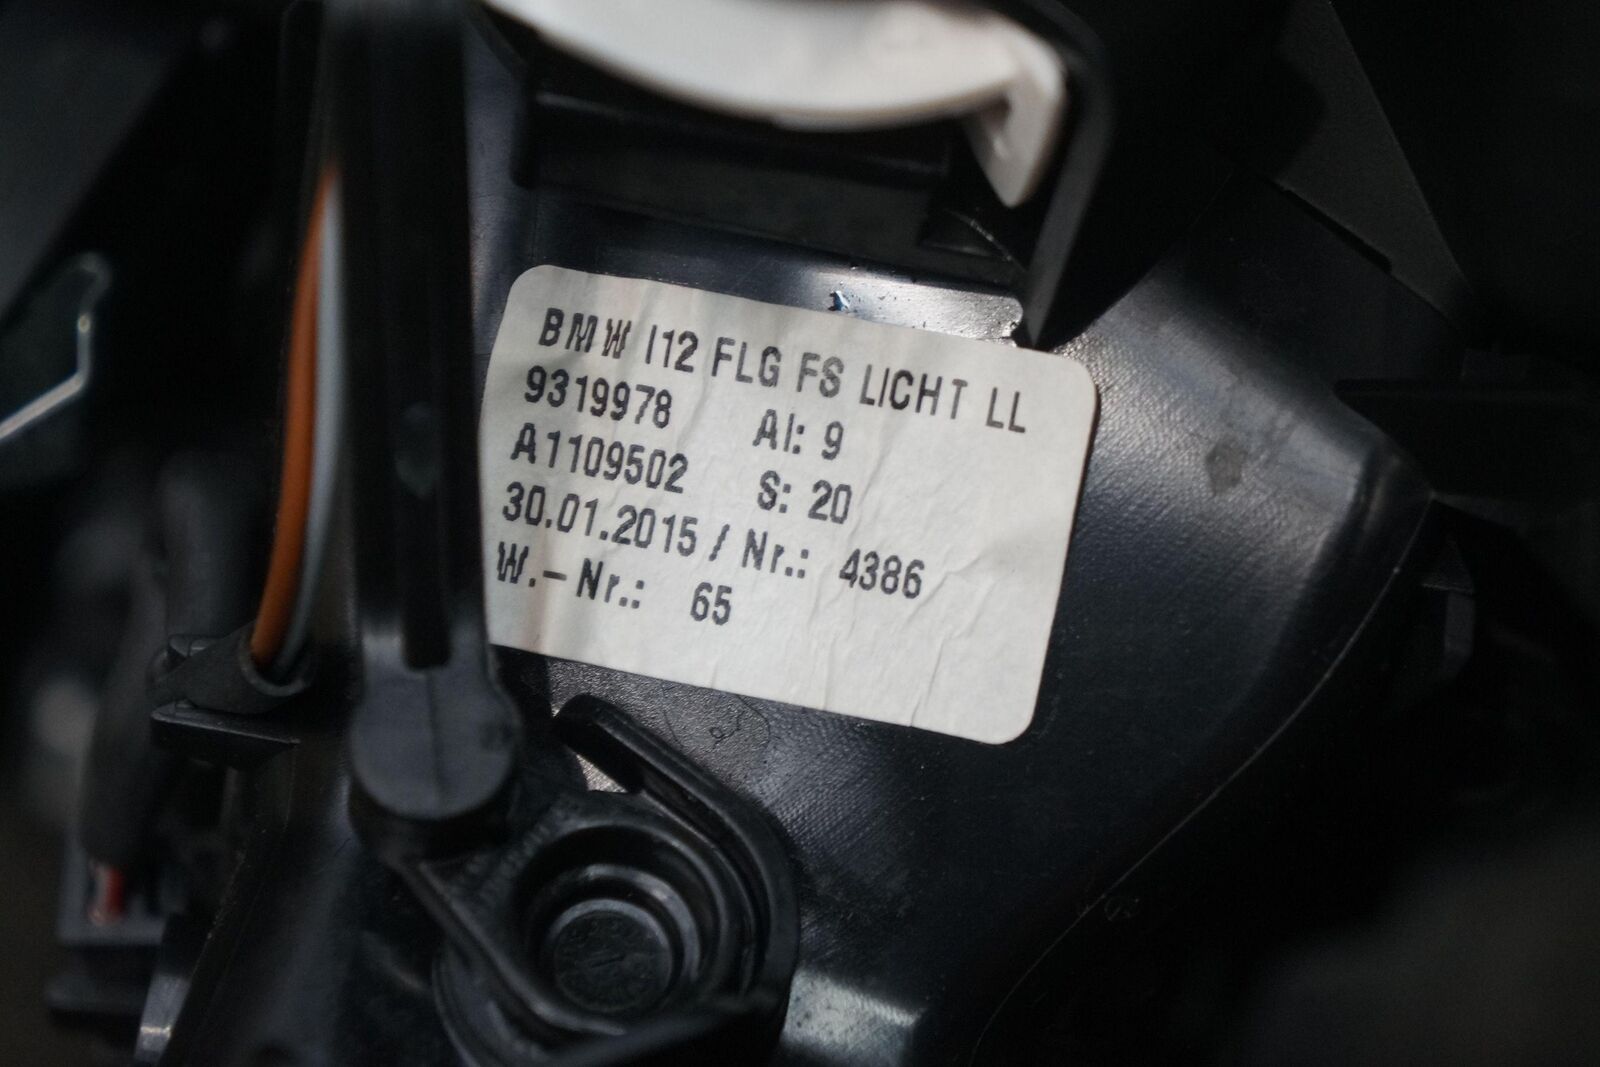 BMW I12 FLG FS LICHT LL
9319978 AI: 9
A1109502 S: 20
30.01.2015 / Nr.: 4386
W.-Nr.: 65